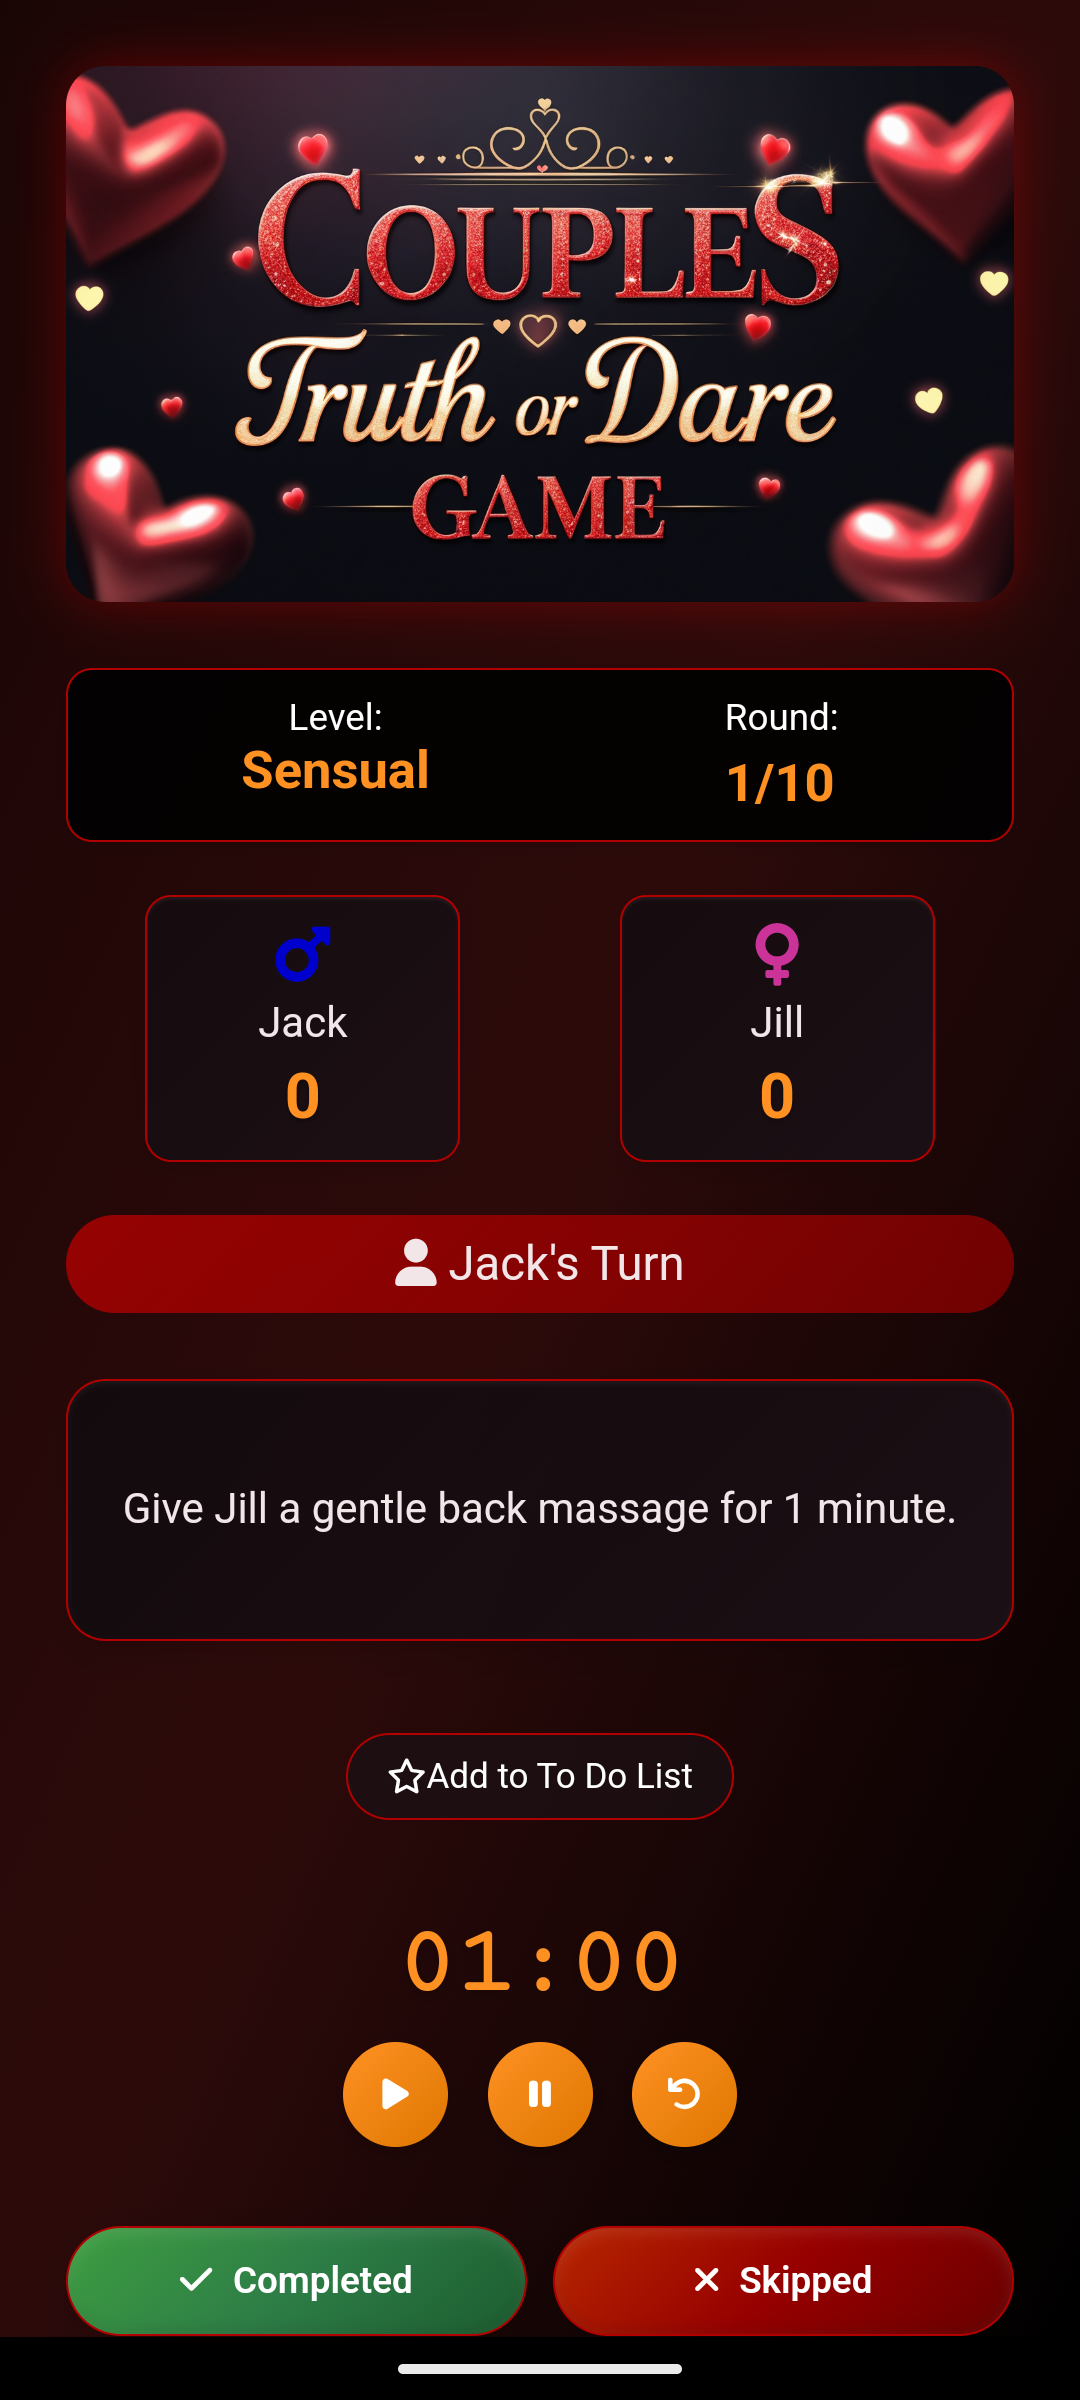 COUPLES
Truth or Dare
GAME
Level:
Sensual
Round:
1/10
Jack
0
Jill
0
Jack's Turn
Give Jill a gentle back massage for 1 minute.
Add to To Do List
01:00
Completed
Skipped